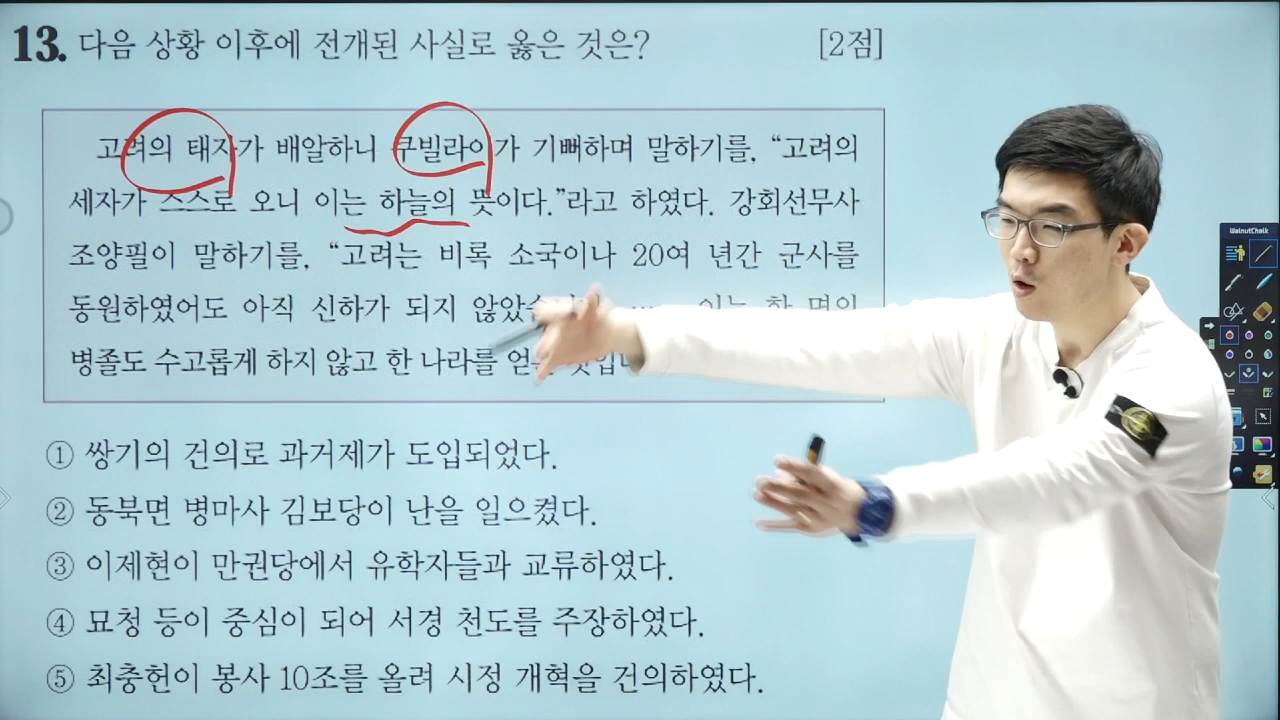 13. 다음 상황 이후에 전개된 사실로 옳은 것은? [2점]
고려의 태자가 배알하니 쿠빌라이가 기뻐하며 말하기를, “고려의
세자가 스스로 오니 이는 하늘의 뜻이다.”라고 하였다. 강회선무사
조양필이 말하기를, “고려는 비록 소국이나 20여 년간 군사를
동원하였어도 아직 신하가 되지 이는 한 명의
병졸도 수고롭게 하지 않고 한 나라를
① 쌍기의 건의로 과거제가 도입되었다.
② 동북면 병마사 김보당이 난을 일으켰다.
③ 이제현이 만권당에서 유학자들과 교류하였다.
④ 묘청 등이 중심이 되어 서경 천도를 주장하였다.
⑤ 최충헌이 봉사 10조를 올려 시정 개혁을 건의하였다.
WalnutChalk